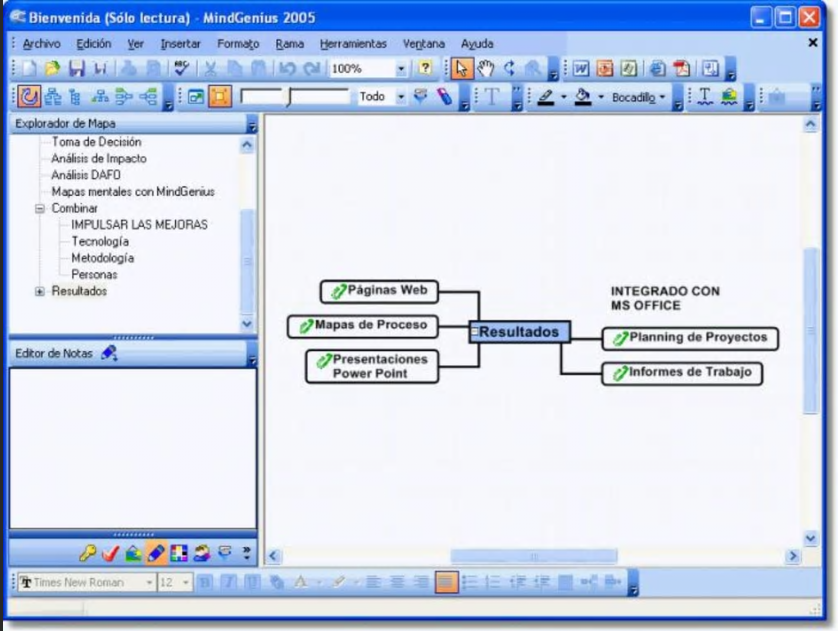 Bienvenida (Sólo lectura) - MindGenius 2005
Archivo Edición Ver Insertar Formato Rama Herramientas Ventana Ayuda
100%
Todo Bocadillo
Explorador de Mapa
Toma de Decisión
Análisis de Impacto
Análisis DAFO
Mapas mentales con MindGenius
Combinar
IMPULSAR LAS MEJORAS
Tecnología
Metodología
Personas
Resultados
Editor de Notas
Páginas Web
Mapas de Proceso
Presentaciones
Power Point
Resultados
INTEGRADO CON
MS OFFICE
Planning de Proyectos
Informes de Trabajo
Times New Roman 12